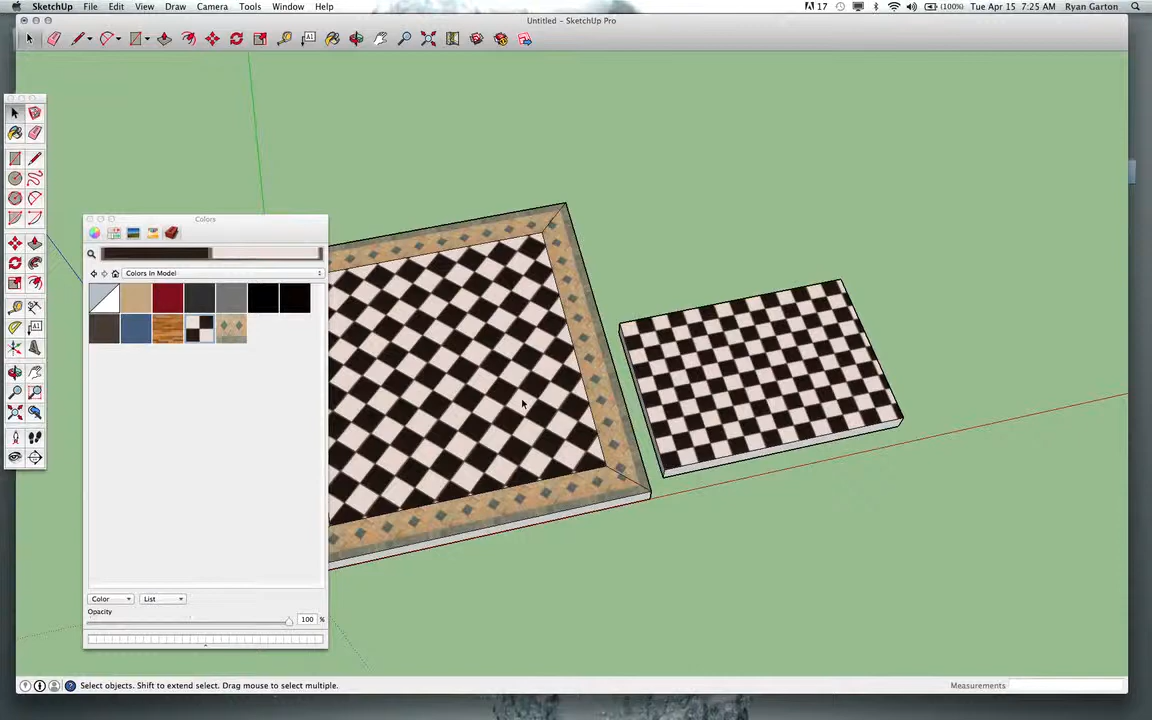 SketchUp File Edit View Draw Camera Tools Window Help
17 (100%) Tue Apr 15 7:25 AM Ryan Garton
Untitled - SketchUp Pro
A1
Colors
Colors In Model
A1
Color List
Opacity
100 %
Select objects. Shift to extend select. Drag mouse to select multiple.
Measurements